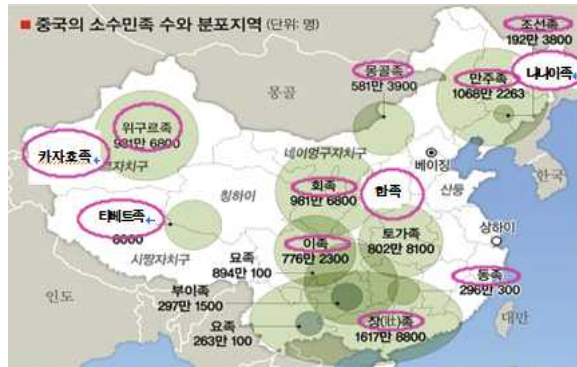 ■ 중국의 소수민족 수와 분포지역 (단위: 명)
조선족
192만 3800
몽골족
581만 3900
만주족
1068만 2263
나나이족
몽골
위구르족
991만 6800
카자흐족
네이멍구자치구
베이징
한국
회족
981만 6800
한족
산둥
칭하이
티베트족
6000
시짱자치구
이족
776만 2300
토가족
802만 8100
상하이
묘족
894만 100
동족
296만 300
인도
부이족
297만 1500
대만
요족
263만 100
장(壯)족
1617만 8800